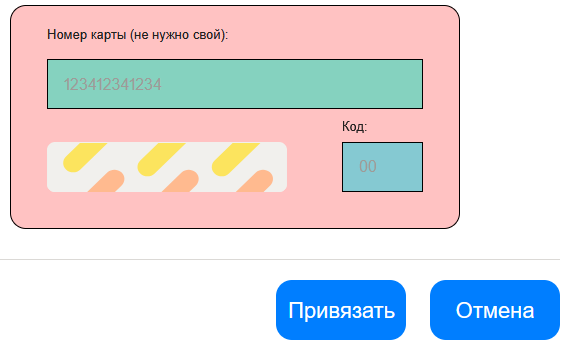 Номер карты (не нужно свой):
123412341234
Код:
00
Привязать
Отмена